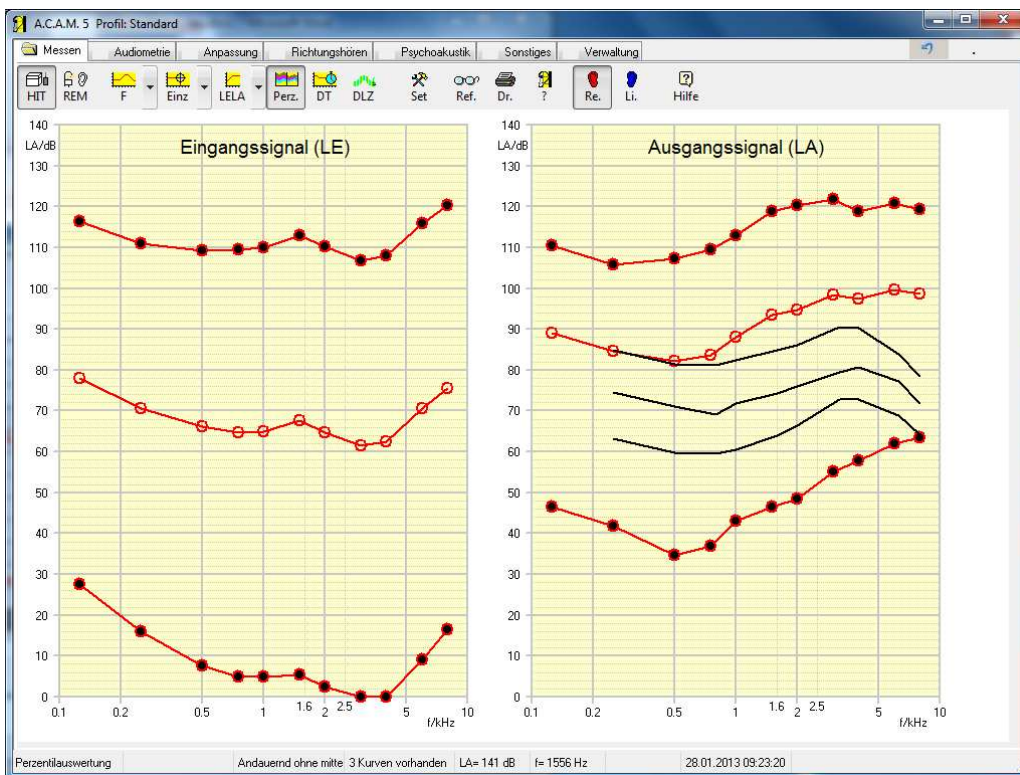 A.C.A.M. 5 Profil: Standard
Messen Audiometrie Anpassung Richtungshören Psychoakustik Sonstiges Verwaltung
HIT REM F Einz LELA Perz. DT DLZ Set Ref. Dr. ? Re. Li. Hilfe
Eingangssignal (LE)
140
LA/dB
130
120
110
100
90
80
70
60
50
40
30
20
10
0
0.1 0.2 0.5 1 1.6 2 2.5 5 10
f/kHz
Ausgangssignal (LA)
140
LA/dB
130
120
110
100
90
80
70
60
50
40
30
20
10
0
0.1 0.2 0.5 1 1.6 2 2.5 5 10
f/kHz
Perzentilauswertung Andauernd ohne mitte 3 Kurven vorhanden LA= 141 dB f= 1556 Hz 28.01.2013 09:23:20